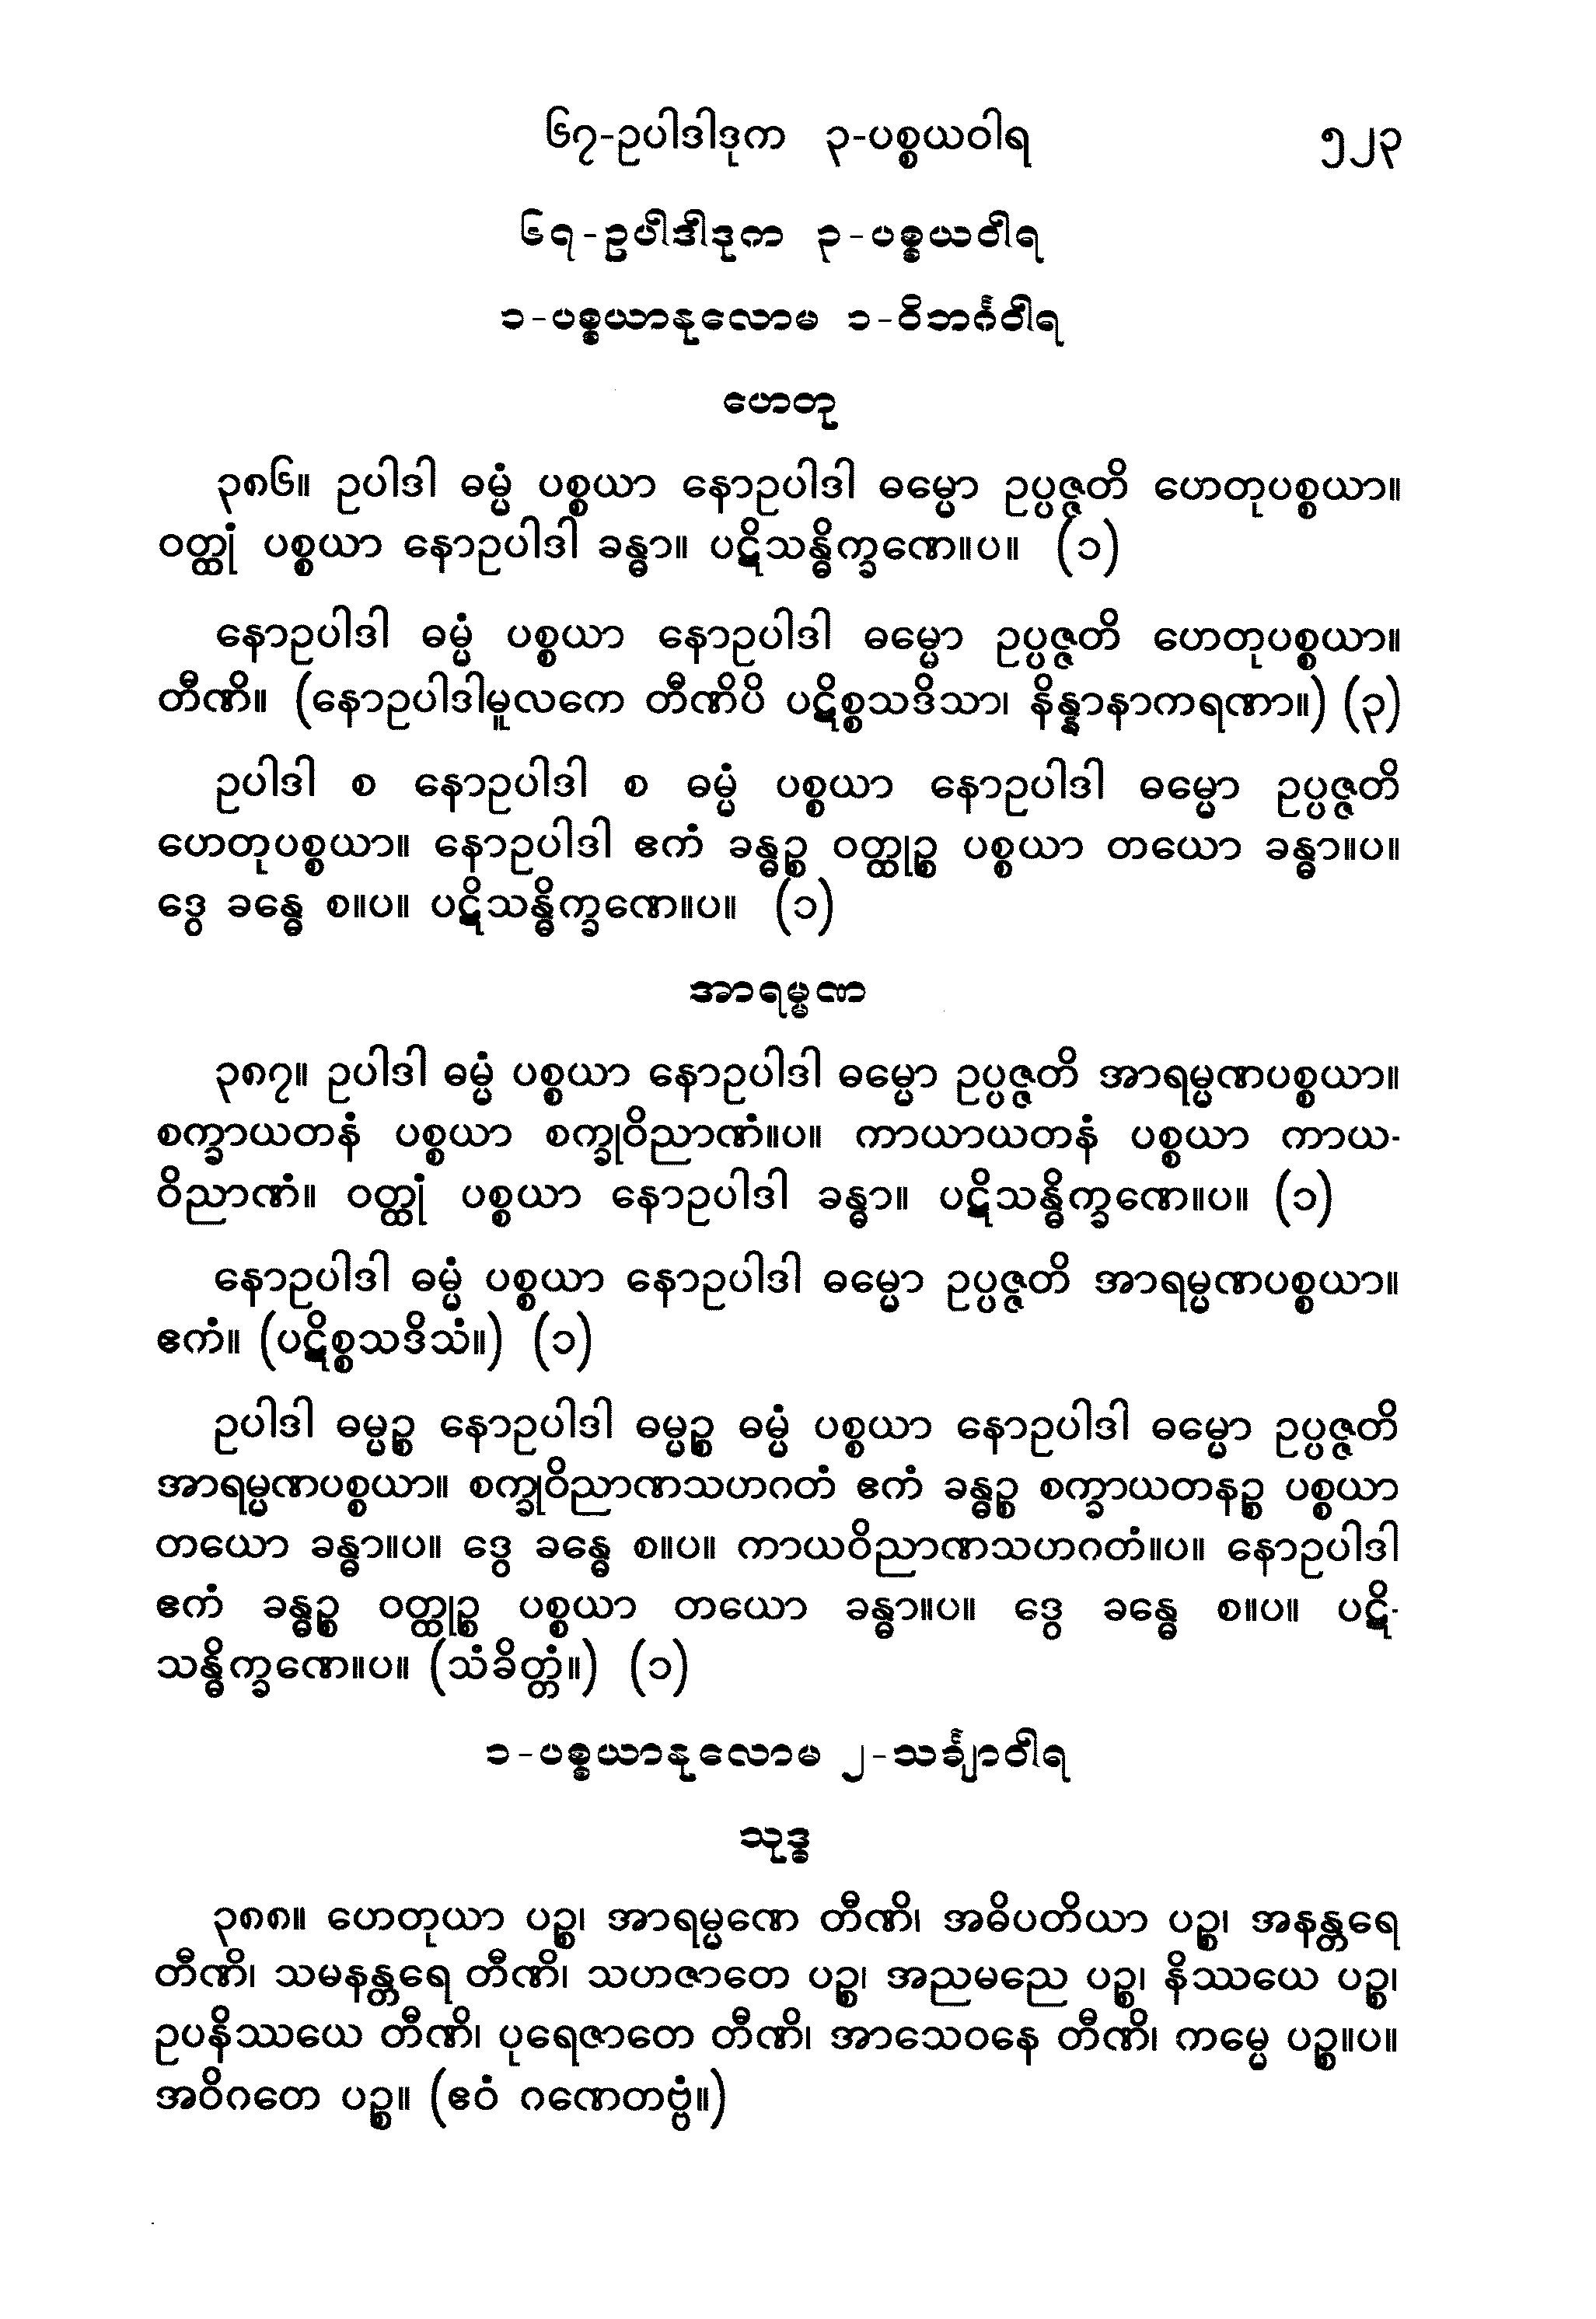 ၆၇-ဥပါဒါဒုက ၃-ပစ္စယဝါရ ၅၂၃
၆၇-ဥပါဒါဒုက ၃-ပစ္စယဝါရ
၁-ပစ္စယာနုလောမ ၁-ဝိဘင်္ဂဝါရ
ဟေတု
၃၈၆။ ဥပါဒါ ဓမ္မံ ပစ္စယာ နောဥပါဒါ ဓမ္မော ဥပ္ပဇ္ဇတိ ဟေတုပစ္စယာ။
ဝတ္ထုံ ပစ္စယာ နောဥပါဒါ ခန္ဓာ။ ပဋိသန္ဓိက္ခဏေ။ပ။ (၁)
နောဥပါဒါ ဓမ္မံ ပစ္စယာ နောဥပါဒါ ဓမ္မော ဥပ္ပဇ္ဇတိ ဟေတုပစ္စယာ။
တီဏိ။ (နောဥပါဒါမူလကေ တီဏိပိ ပဋိစ္စသဒိသာ၊ နိန္နာနာကရဏာ။) (၃)
ဥပါဒါ စ နောဥပါဒါ စ ဓမ္မံ ပစ္စယာ နောဥပါဒါ ဓမ္မော ဥပ္ပဇ္ဇတိ
ဟေတုပစ္စယာ။ နောဥပါဒါ ဧကံ ခန္ဓဉ္စ ဝတ္ထုဉ္စ ပစ္စယာ တယော ခန္ဓာ။ပ။
ဒွေ ခန္ဓေ စ။ပ။ ပဋိသန္ဓိက္ခဏေ။ပ။ (၁)
အာရမ္မဏ
၃၈၇။ ဥပါဒါ ဓမ္မံ ပစ္စယာ နောဥပါဒါ ဓမ္မော ဥပ္ပဇ္ဇတိ အာရမ္မဏပစ္စယာ။
စက္ခာယတနံ ပစ္စယာ စက္ခုဝိညာဏံ။ပ။ ကာယာယတနံ ပစ္စယာ ကာယ-
ဝိညာဏံ။ ဝတ္ထုံ ပစ္စယာ နောဥပါဒါ ခန္ဓာ။ ပဋိသန္ဓိက္ခဏေ။ပ။ (၁)
နောဥပါဒါ ဓမ္မံ ပစ္စယာ နောဥပါဒါ ဓမ္မော ဥပ္ပဇ္ဇတိ အာရမ္မဏပစ္စယာ။
ဧကံ။ (ပဋိစ္စသဒိသံ။) (၁)
ဥပါဒါ ဓမ္မဉ္စ နောဥပါဒါ ဓမ္မဉ္စ ဓမ္မံ ပစ္စယာ နောဥပါဒါ ဓမ္မော ဥပ္ပဇ္ဇတိ
အာရမ္မဏပစ္စယာ။ စက္ခုဝိညာဏသဟဂတံ ဧကံ ခန္ဓဉ္စ စက္ခာယတနဉ္စ ပစ္စယာ
တယော ခန္ဓာ။ပ။ ဒွေ ခန္ဓေ စ။ပ။ ကာယဝိညာဏသဟဂတံ။ပ။ နောဥပါဒါ
ဧကံ ခန္ဓဉ္စ ဝတ္ထုဉ္စ ပစ္စယာ တယော ခန္ဓာ။ပ။ ဒွေ ခန္ဓေ စ။ပ။ ပဋိ-
သန္ဓိက္ခဏေ။ပ။ (သံခိတ္တံ။) (၁)
၁-ပစ္စယာနုလောမ ၂-သင်္ချာဝါရ
သုဒ္ဓ
၃၈၈။ ဟေတုယာ ပဉ္စ၊ အာရမ္မဏေ တီဏိ၊ အဓိပတိယာ ပဉ္စ၊ အနန္တရေ
တီဏိ၊ သမနန္တရေ တီဏိ၊ သဟဇာတေ ပဉ္စ၊ အညမညေ ပဉ္စ၊ နိဿယေ ပဉ္စ၊
ဥပနိဿယေ တီဏိ၊ ပုရေဇာတေ တီဏိ၊ အာသေဝနေ တီဏိ၊ ကမ္မေ ပဉ္စ။ပ။
အဝိဂတေ ပဉ္စ။ (ဧဝံ ဂဏေတဗ္ဗံ။)